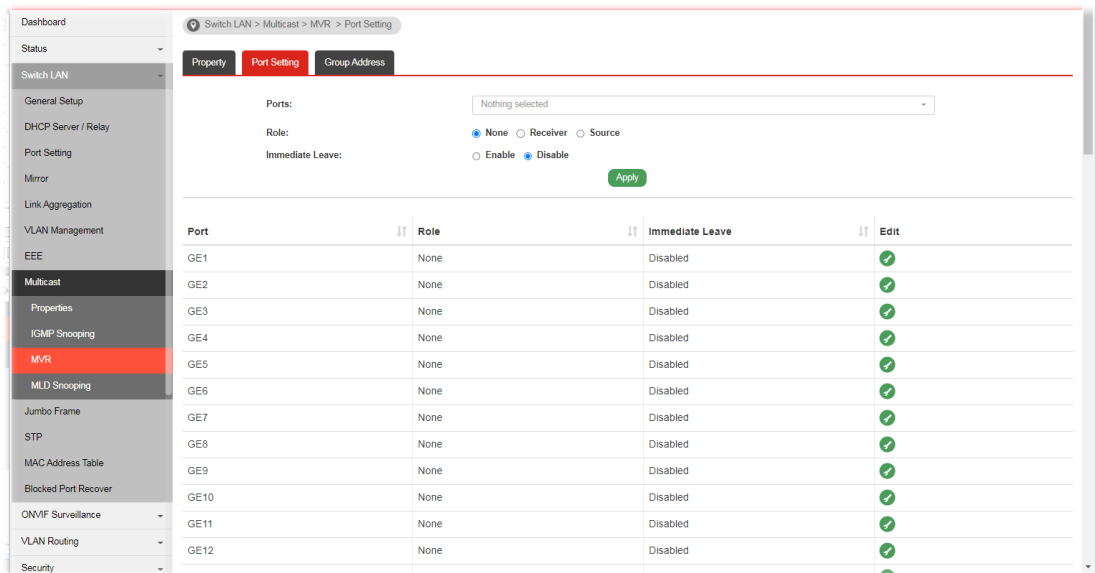 Dashboard
Status
Switch LAN
General Setup
DHCP Server / Relay
Port Setting
Mirror
Link Aggregation
VLAN Management
EEE
Multicast
Properties
IGMP Snooping
MVR
MLD Snooping
Jumbo Frame
STP
MAC Address Table
Blocked Port Recover
ONVIF Surveillance
VLAN Routing
Security
Switch LAN > Multicast > MVR > Port Setting
Property Port Setting Group Address
Ports: Nothing selected
Role: None Receiver Source
Immediate Leave: Enable Disable
Apply
Port Role Immediate Leave Edit
GE1 None Disabled
GE2 None Disabled
GE3 None Disabled
GE4 None Disabled
GE5 None Disabled
GE6 None Disabled
GE7 None Disabled
GE8 None Disabled
GE9 None Disabled
GE10 None Disabled
GE11 None Disabled
GE12 None Disabled